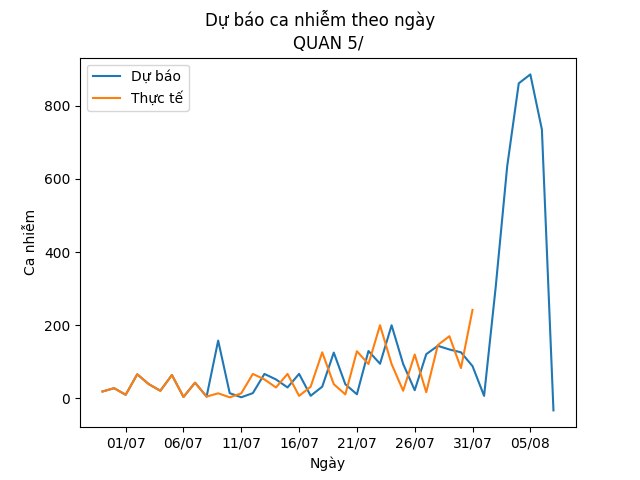 Dự báo ca nhiễm theo ngày
QUAN 5/
Dự báo
Thực tế
800
600
400
200
0
Ca nhiễm
01/07 06/07 11/07 16/07 21/07 26/07 31/07 05/08
Ngày